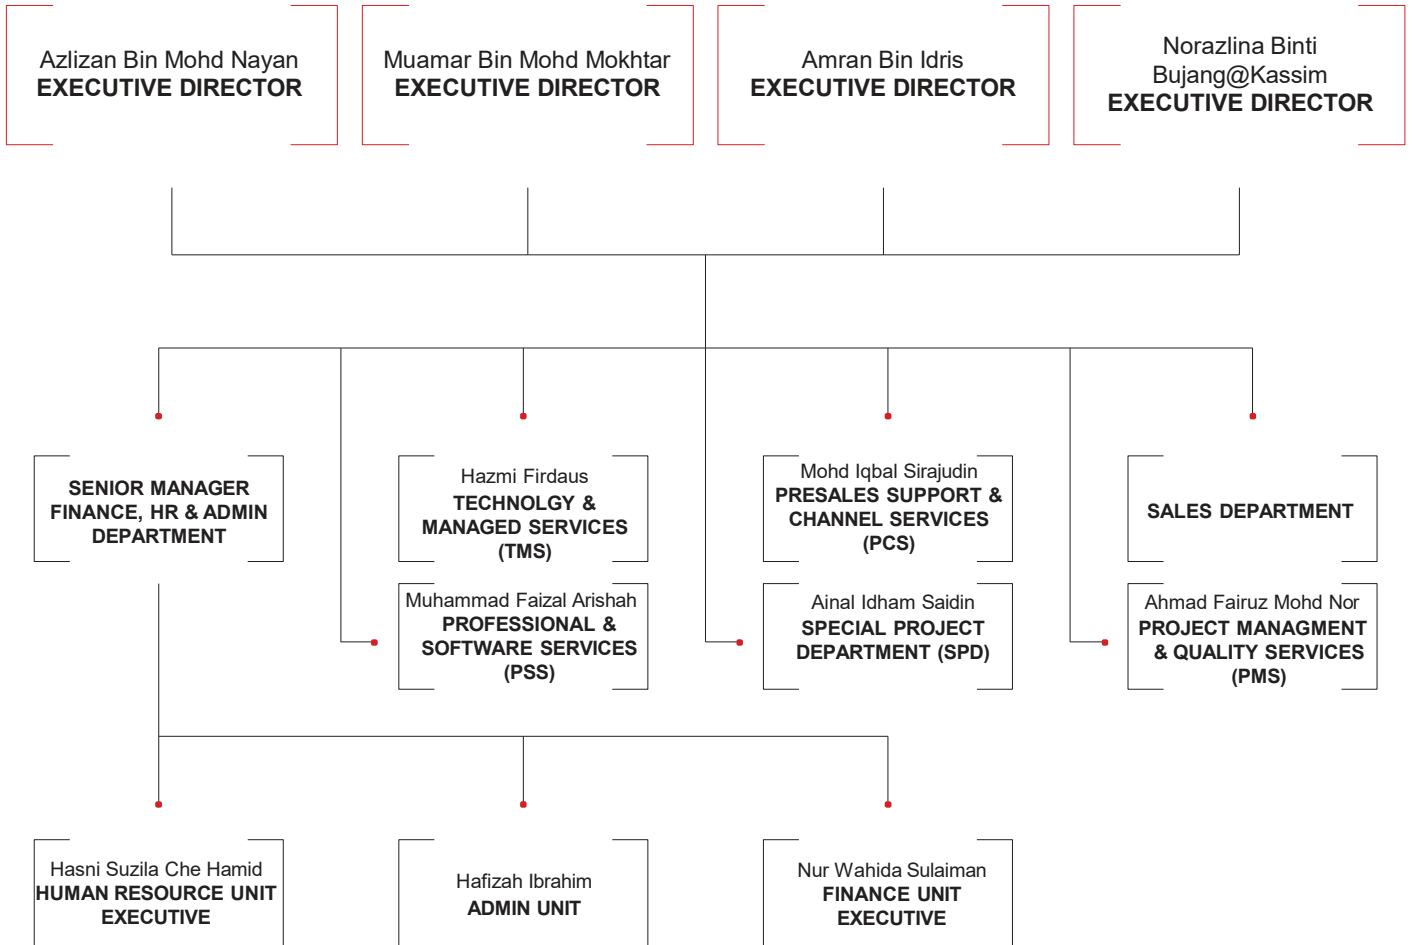 Azlizan Bin Mohd Nayan
EXECUTIVE DIRECTOR
Muamar Bin Mohd Mokhtar
EXECUTIVE DIRECTOR
Amran Bin Idris
EXECUTIVE DIRECTOR
Norazlina Binti
Bujang@Kassim
EXECUTIVE DIRECTOR
SENIOR MANAGER
FINANCE, HR & ADMIN
DEPARTMENT
Hazmi Firdaus
TECHNOLGY &
MANAGED SERVICES
(TMS)
Mohd Iqbal Sirajudin
PRESALES SUPPORT &
CHANNEL SERVICES
(PCS)
SALES DEPARTMENT
Muhammad Faizal Arishah
PROFESSIONAL &
SOFTWARE SERVICES
(PSS)
Ainal Idham Saidin
SPECIAL PROJECT
DEPARTMENT (SPD)
Ahmad Fairuz Mohd Nor
PROJECT MANAGMENT
& QUALITY SERVICES
(PMS)
Hasni Suzila Che Hamid
HUMAN RESOURCE UNIT
EXECUTIVE
Hafizah Ibrahim
ADMIN UNIT
Nur Wahida Sulaiman
FINANCE UNIT
EXECUTIVE